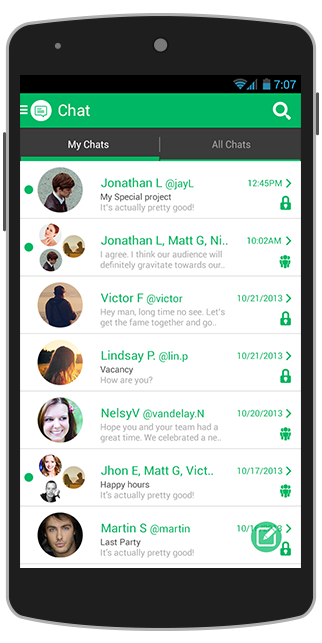 7:07
Chat
My Chats
All Chats
Jonathan L @jayL
12:45PM
My Special project
It's actually pretty good!
Jonathan L, Matt G, Ni..
10:02AM
I agree. I think our audience will
definitely gravitate towards our..
Victor F @victor
10/21/2013
Hey man, long time no see. Let's
get the fame together and go..
Lindsay P. @lin.p
10/21/2013
Vacancy
How are you?
NelsyV @vandelay.N
10/20/2013
Hope you and your team had a
great time. We celebrated a ne..
Jhon E, Matt G, Vict..
10/17/2013
Happy hours
It's actually pretty good!
Martin S @martin
Last Party
It's actually pretty good!